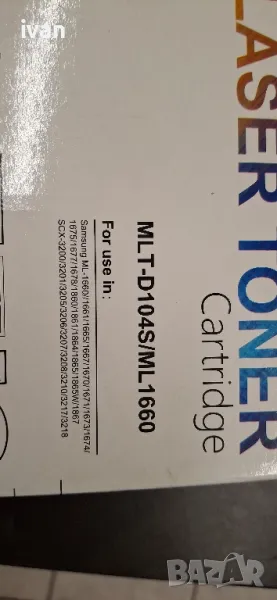 ivan
LASER TONER
Cartridge
MLT-D104S/ML1660
For use in:
Samsung ML-1660/1661/1665/1667/1670/1671/1673/1674/
1675/1677/1678/1860/1861/1864/1865/1865W/1867
SCX-3200/3201/3205/3206/3207/3208/3210/3217/3218
BAZAR